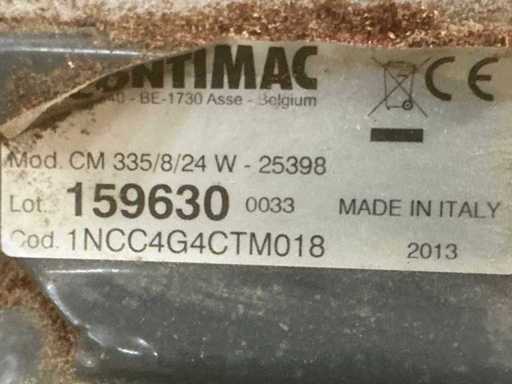 CONTIMAC
40 - BE-1730 Asse - Belgium
Mod. CM 335/8/24 W - 25398
Lot. 159630 0033 MADE IN ITALY
Cod. 1NCC4G4CTM018 2013
CE